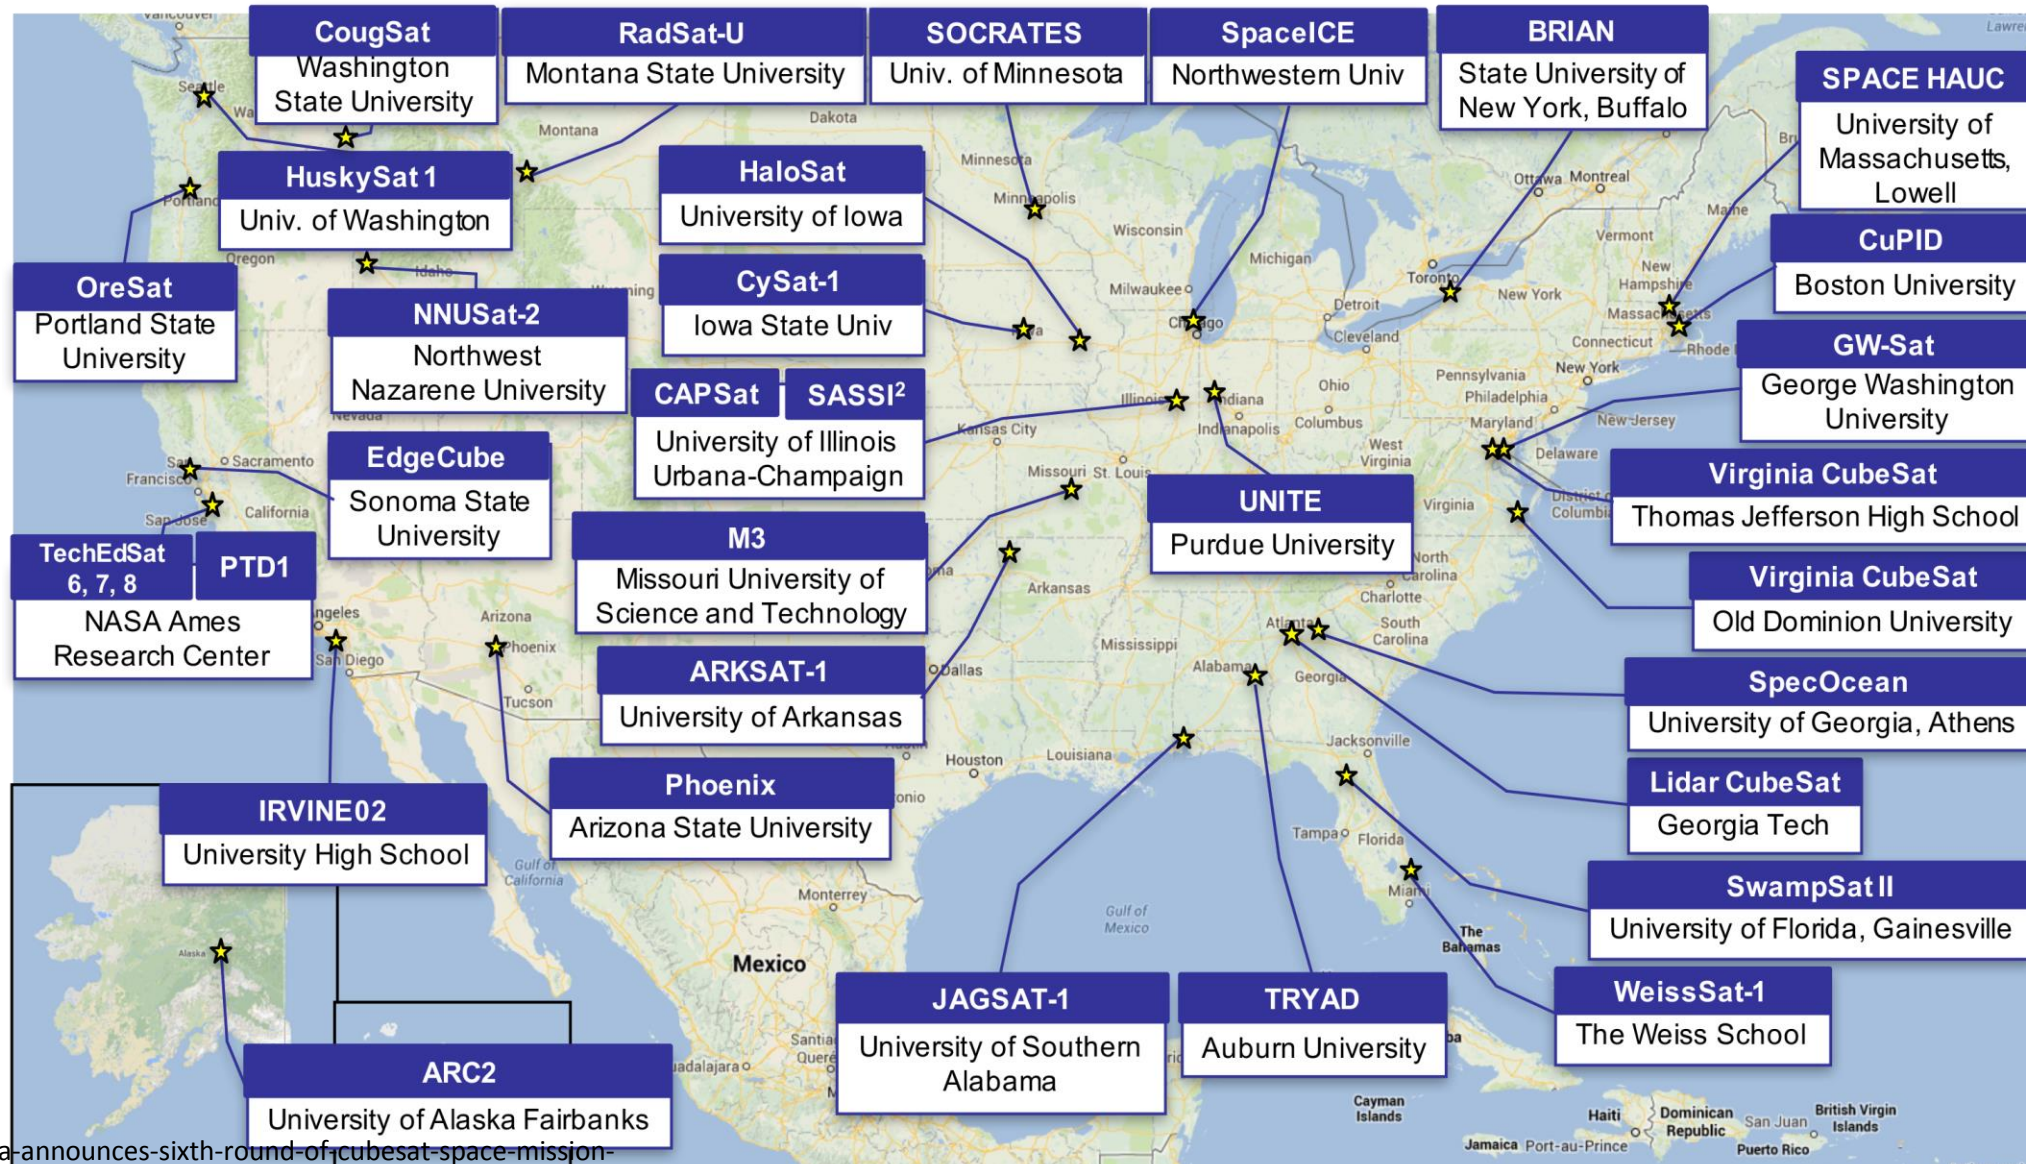 Vancouver
CougSat
Washington
State University
RadSat-U
Montana State University
SOCRATES
Univ. of Minnesota
SpaceICE
Northwestern Univ
BRIAN
State University of
New York, Buffalo
SPACE HAUC
University of
Massachusetts,
Lowell
Seattle
Montana
Dakota
Minnesota
Minneapolis
Ottawa
Montreal
Maine
HuskySat 1
Univ. of Washington
HaloSat
University of Iowa
Portland
Wisconsin
Vermont
CuPID
Boston University
Oregon
Idaho
Wyoming
Michigan
Toronto
New
Hampshire
OreSat
Portland State
University
CySat-1
Iowa State Univ
Milwaukee
Detroit
New York
Massachusetts
NNUSat-2
Northwest
Nazarene University
Chicago
Cleveland
Connecticut
Rhode
GW-Sat
George Washington
University
Nevada
CAPSat
SASSI²
University of Illinois
Urbana-Champaign
Illinois
Indiana
Indianapolis
Ohio
Columbus
Pennsylvania
New York
Philadelphia
Maryland
New Jersey
Kansas City
West
Virginia
Delaware
San
Francisco
Sacramento
EdgeCube
Sonoma State
University
Missouri
St. Louis
Virginia CubeSat
Thomas Jefferson High School
San Jose
California
UNITE
Purdue University
Virginia
District o
Columbia
TechEdSat
6, 7, 8
PTD1
NASA Ames
Research Center
M3
Missouri University of
Science and Technology
Arkansas
North
Carolina
Charlotte
Virginia CubeSat
Old Dominion University
ngeles
San Diego
Arizona
Phoenix
Tucson
Mississippi
Atlanta
South
Carolina
ARKSAT-1
University of Arkansas
Dallas
Alabama
Georgia
SpecOcean
University of Georgia, Athens
Austin
Houston
Louisiana
Jacksonville
IRVINE02
University High School
Phoenix
Arizona State University
onio
Lidar CubeSat
Georgia Tech
Tampa
Florida
Gulf of
California
Monterrey
Miami
SwampSat II
University of Florida, Gainesville
Gulf of
Mexico
The
Bahamas
Alaska
Mexico
JAGSAT-1
University of Southern
Alabama
TRYAD
Auburn University
WeissSat-1
The Weiss School
ba
ARC2
University of Alaska Fairbanks
uadalajara
Santia
Queré
Cayman
Islands
Haiti
Dominican
Republic
San Juan
British Virgin
Islands
Jamaica
Port-au-Prince
Puerto Rico
a-announces-sixth-round-of-cubesat-space-mission-